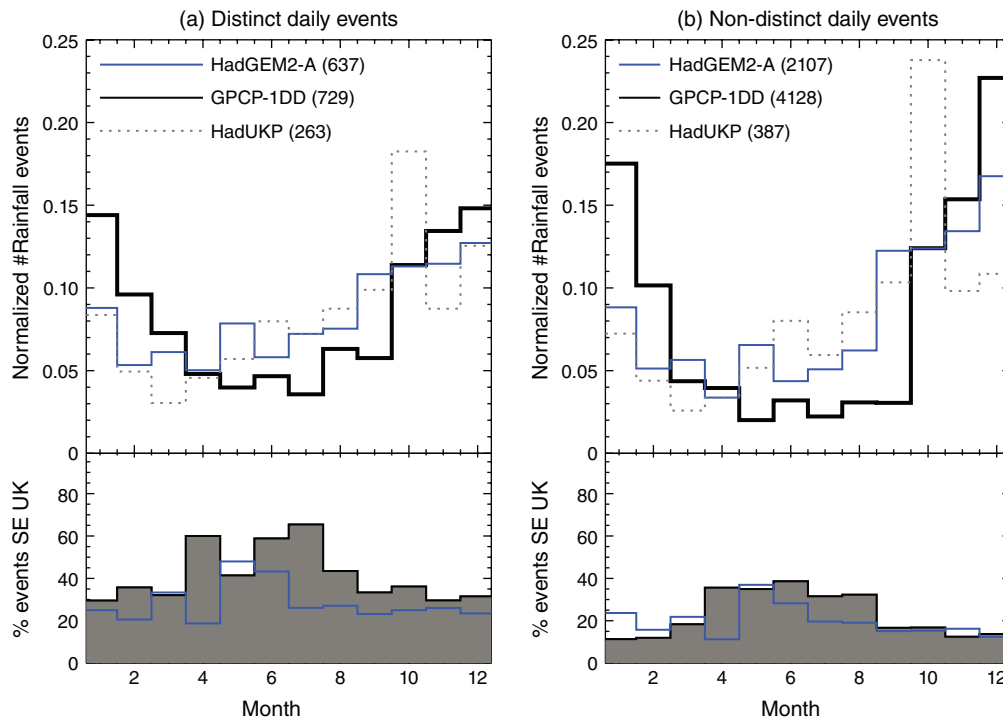 (a) Distinct daily events
0.25
0.20
0.15
0.10
0.05
0
Normalized #Rainfall events
HadGEM2-A (637)
GPCP-1DD (729)
HadUKP (263)
80
60
40
20
0
% events SE UK
2 4 6 8 10 12
Month
(b) Non-distinct daily events
0.25
0.20
0.15
0.10
0.05
0
Normalized #Rainfall events
HadGEM2-A (2107)
GPCP-1DD (4128)
HadUKP (387)
80
60
40
20
0
% events SE UK
2 4 6 8 10 12
Month